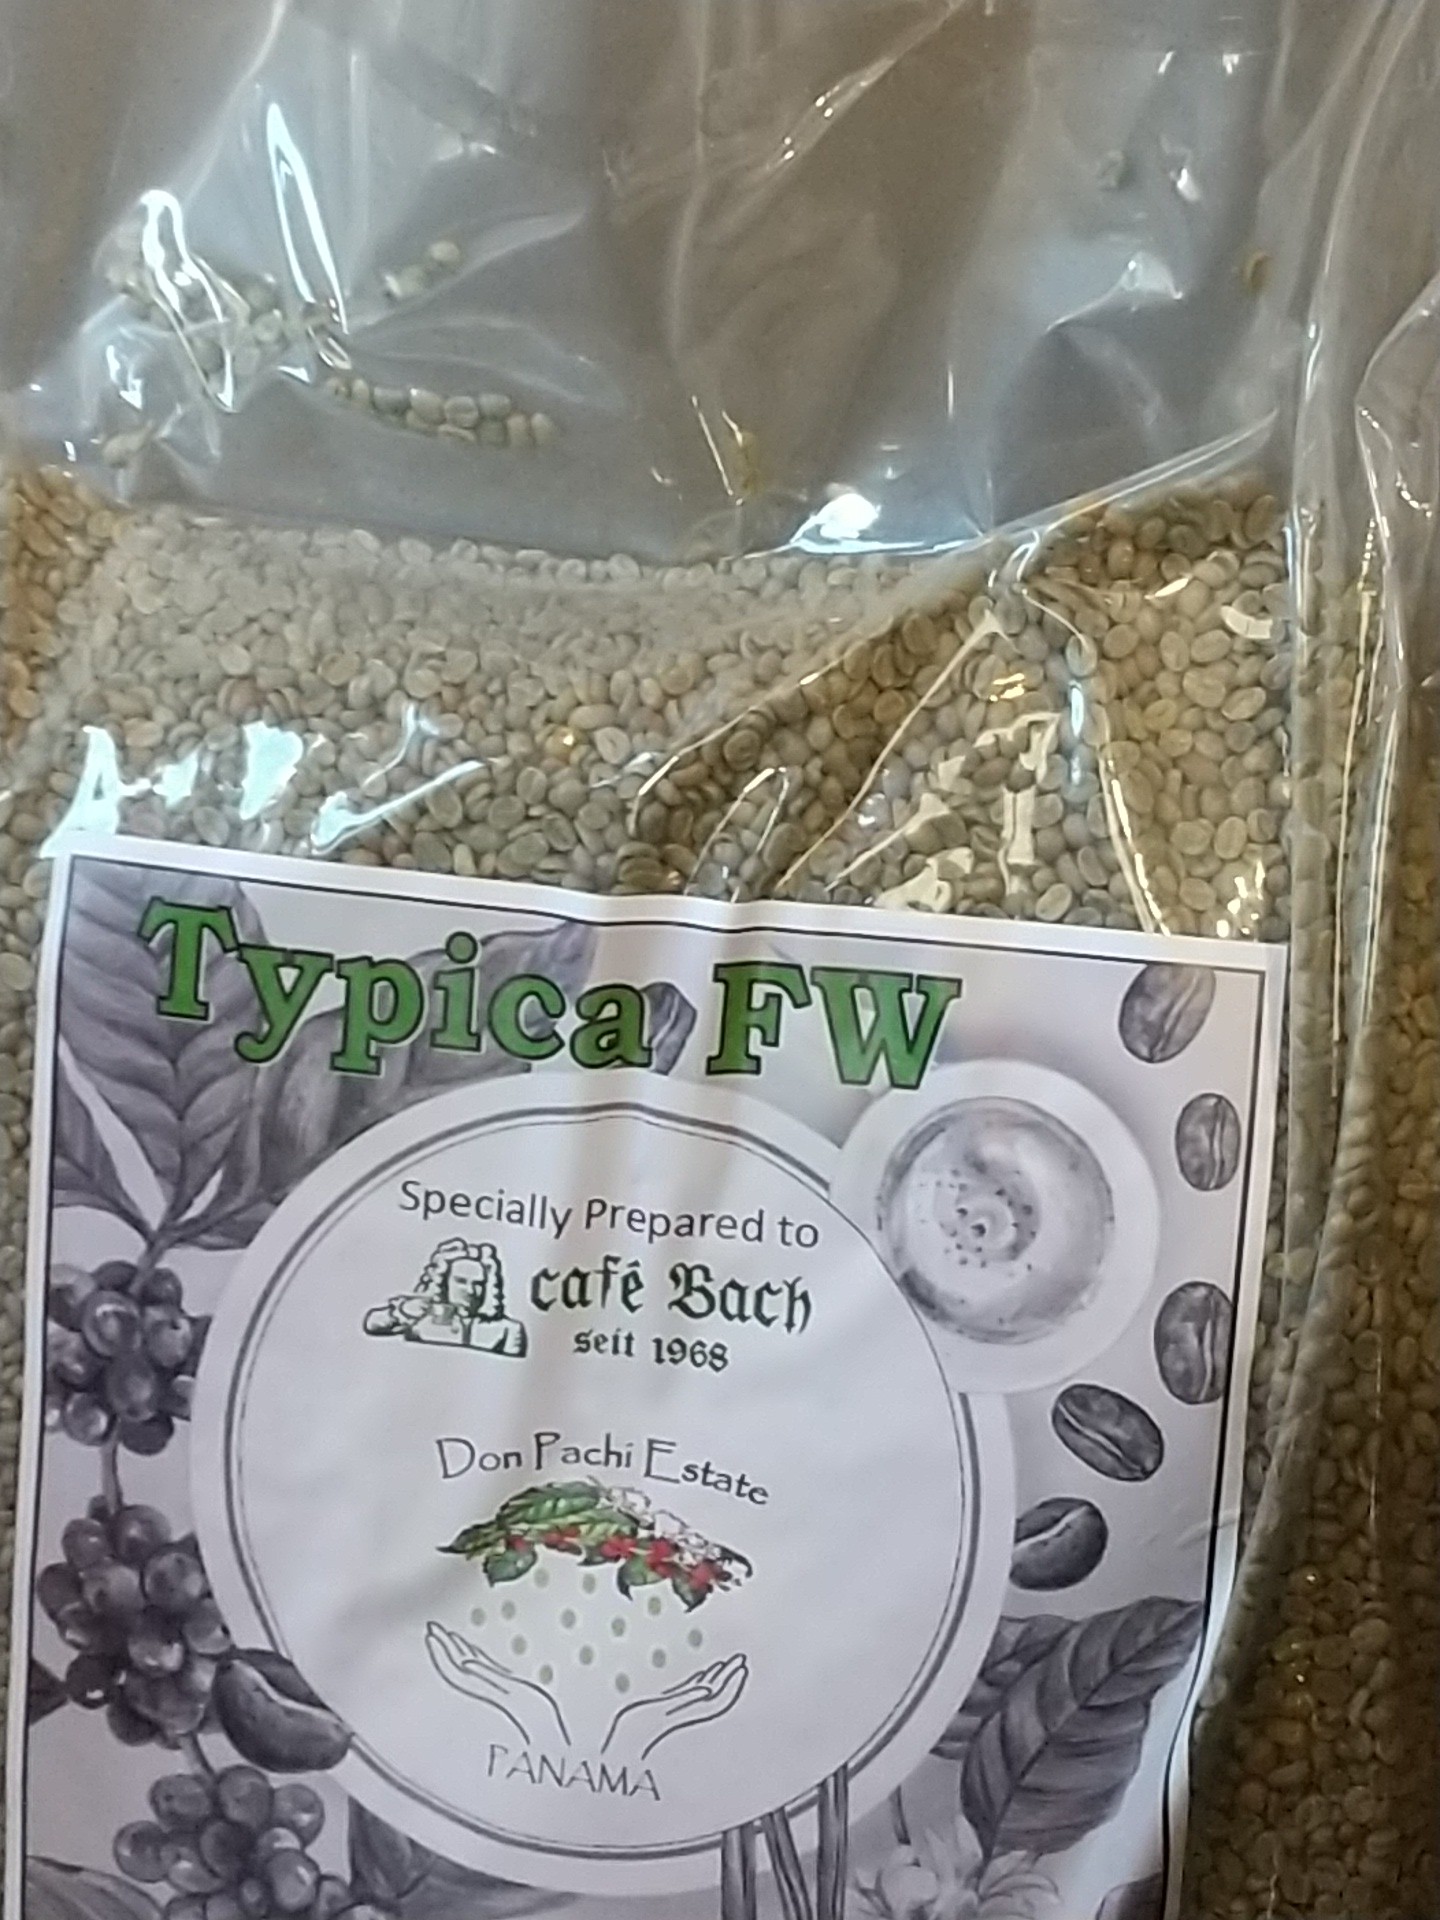 Typica FW
Specially Prepared to
café Bach
seit 1968
Don Pachi Estate
PANAMA